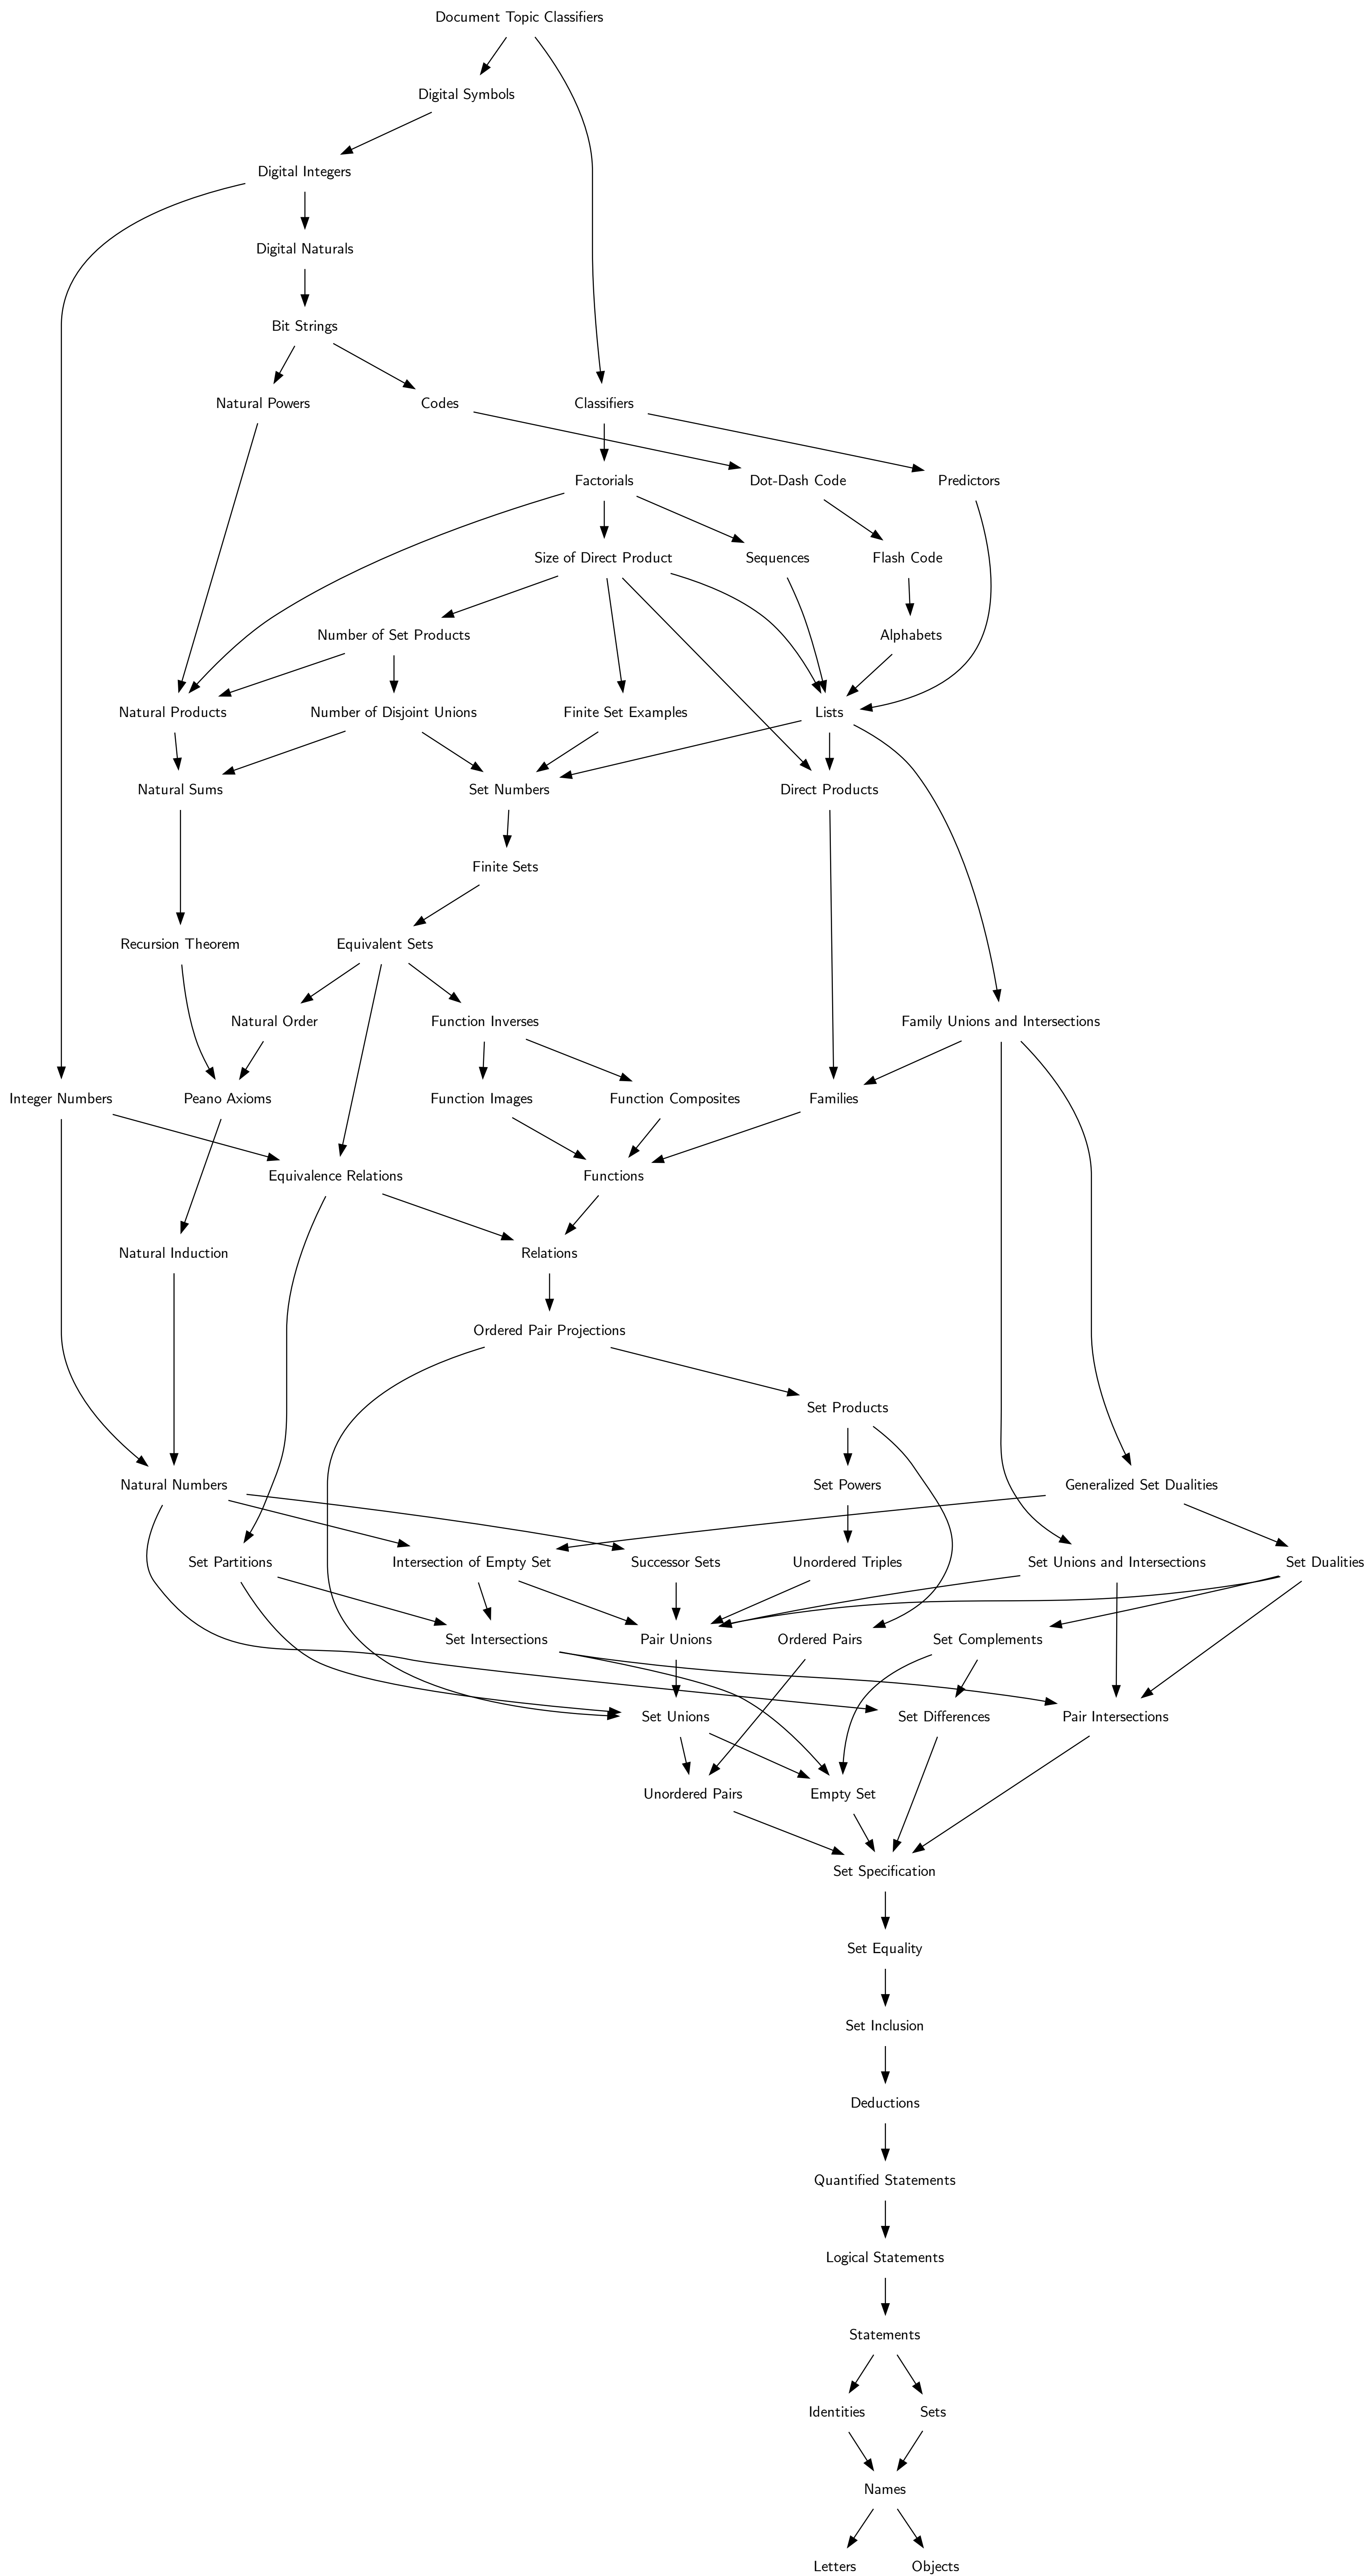 Document Topic Classifiers
Digital Symbols
Digital Integers
Digital Naturals
Bit Strings
Natural Powers
Codes
Classifiers
Factorials
Dot-Dash Code
Predictors
Size of Direct Product
Sequences
Flash Code
Number of Set Products
Alphabets
Natural Products
Number of Disjoint Unions
Finite Set Examples
Lists
Natural Sums
Set Numbers
Direct Products
Finite Sets
Recursion Theorem
Equivalent Sets
Natural Order
Function Inverses
Family Unions and Intersections
Integer Numbers
Peano Axioms
Function Images
Function Composites
Families
Equivalence Relations
Functions
Natural Induction
Relations
Ordered Pair Projections
Set Products
Natural Numbers
Set Powers
Generalized Set Dualities
Set Partitions
Intersection of Empty Set
Successor Sets
Unordered Triples
Set Unions and Intersections
Set Dualities
Set Intersections
Pair Unions
Ordered Pairs
Set Complements
Set Unions
Set Differences
Pair Intersections
Unordered Pairs
Empty Set
Set Specification
Set Equality
Set Inclusion
Deductions
Quantified Statements
Logical Statements
Statements
Identities
Sets
Names
Letters
Objects